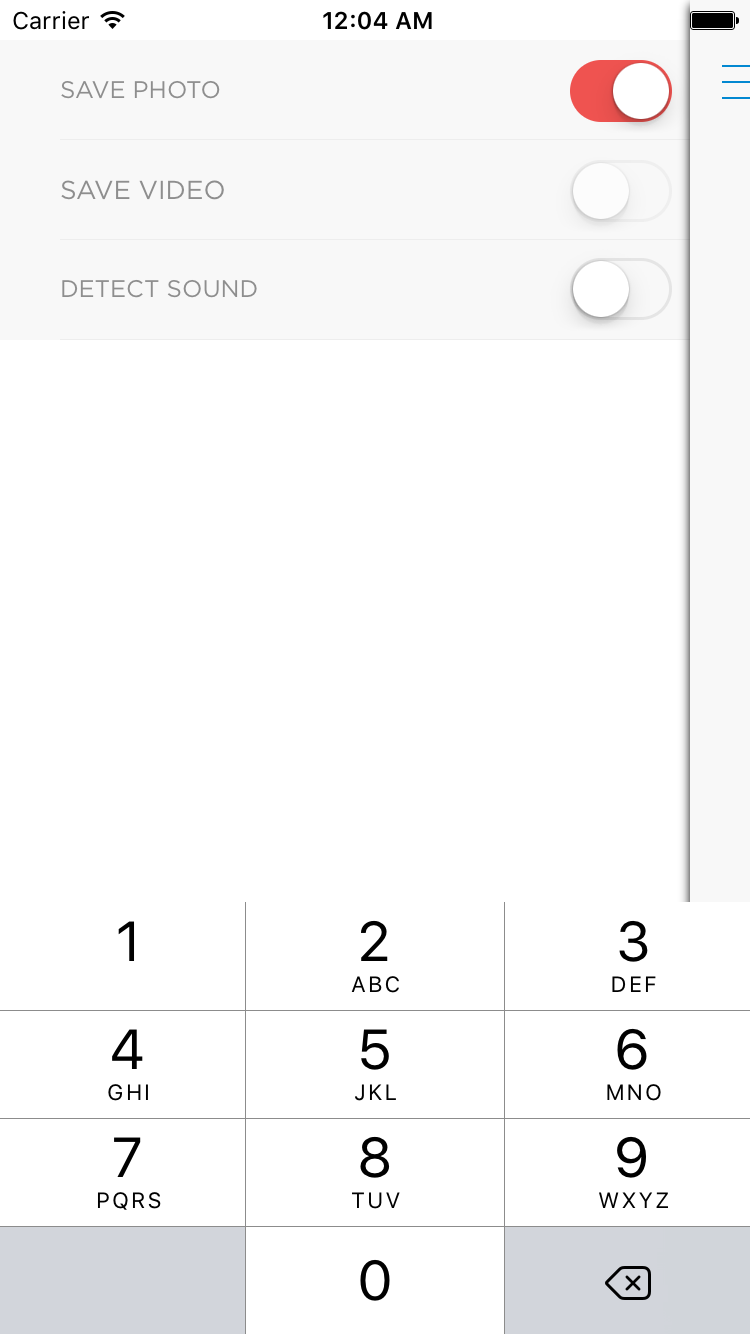 Carrier 12:04 AM
SAVE PHOTO
SAVE VIDEO
DETECT SOUND
1 2 3
ABC DEF
4 5 6
GHI JKL MNO
7 8 9
PQRS TUV WXYZ
0